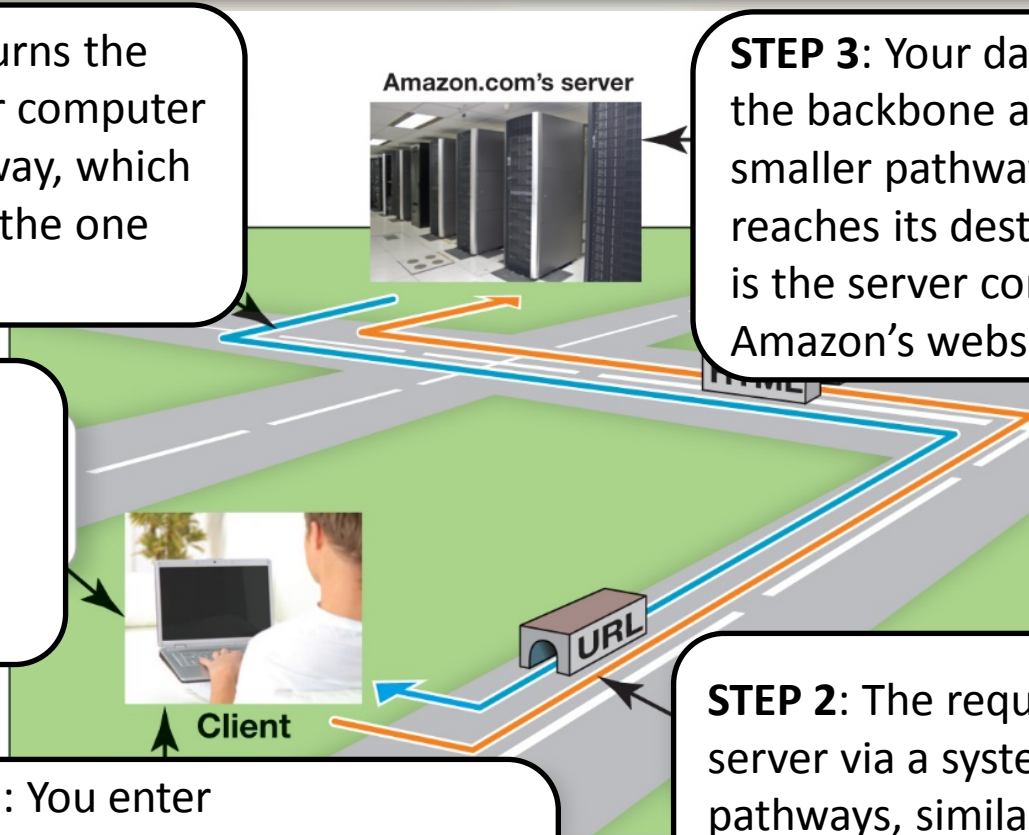 urns the
r computer
way, which
the one
Amazon.com's server
STEP 3: Your da
the backbone a
smaller pathwa
reaches its dest
is the server co
Amazon's webs
HTML
URL
Client
STEP 2: The requ
server via a syste
pathways, simila
: You enter